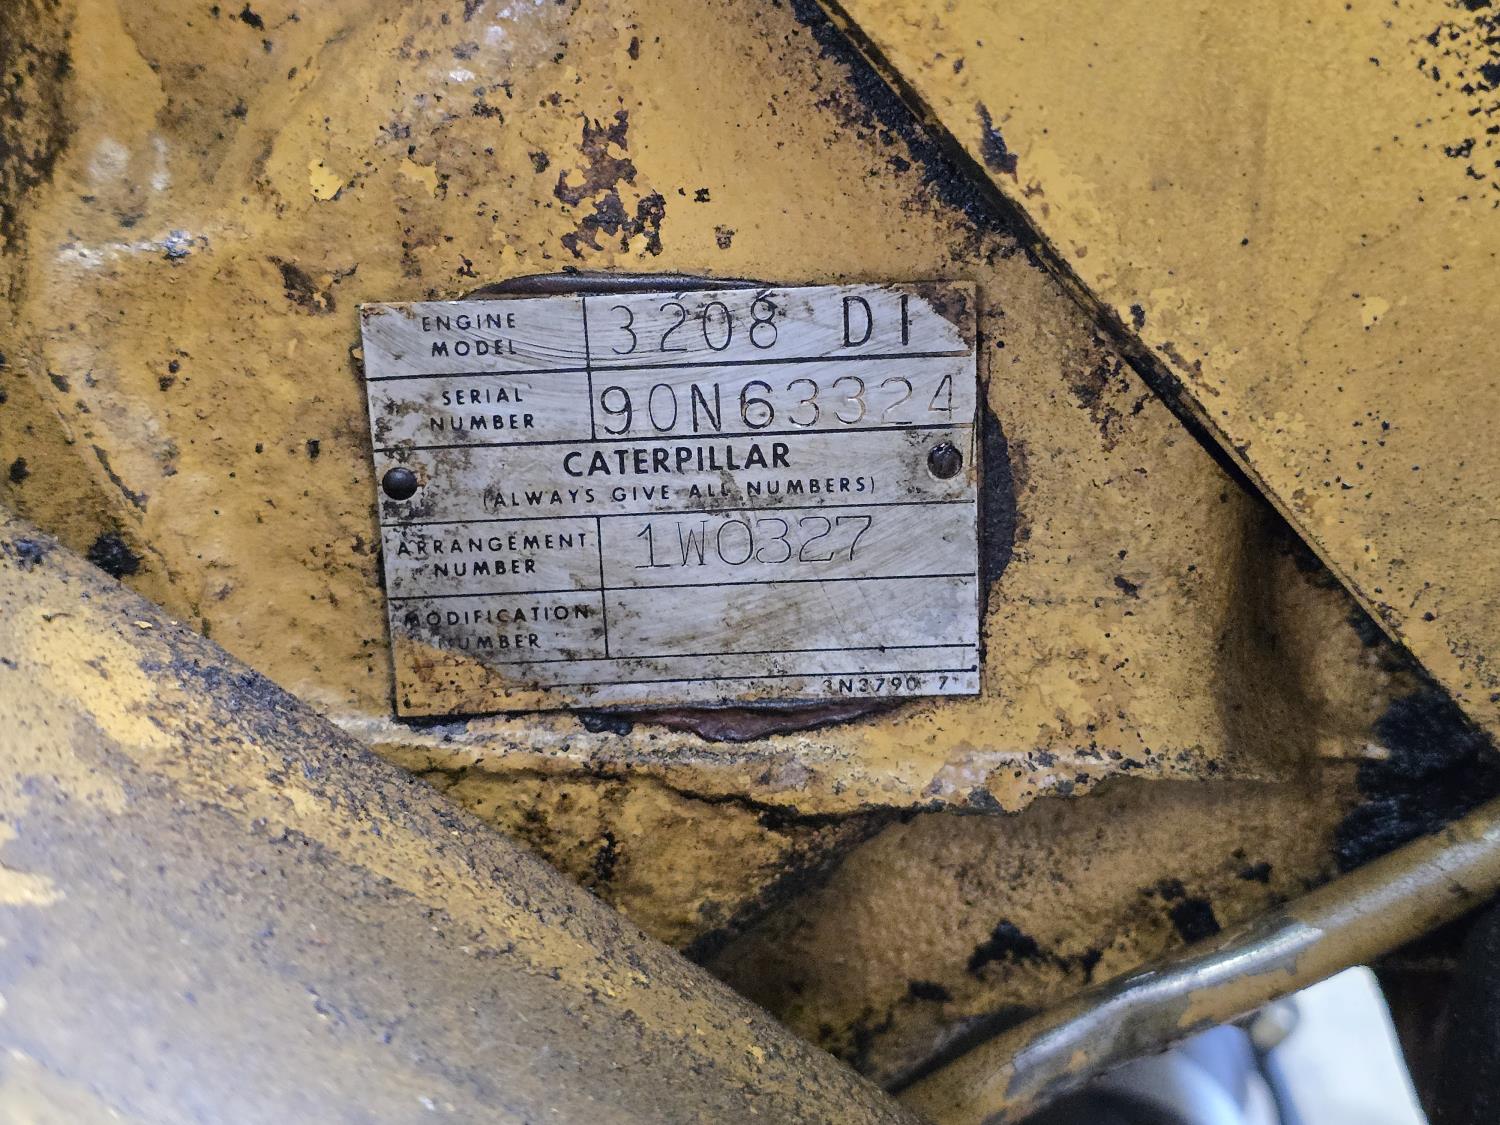 ENGINE MODEL 3208 DI
SERIAL NUMBER 90N63324
CATERPILLAR
(ALWAYS GIVE ALL NUMBERS)
ARRANGEMENT NUMBER 1W0327
MODIFICATION NUMBER
3N3790 7